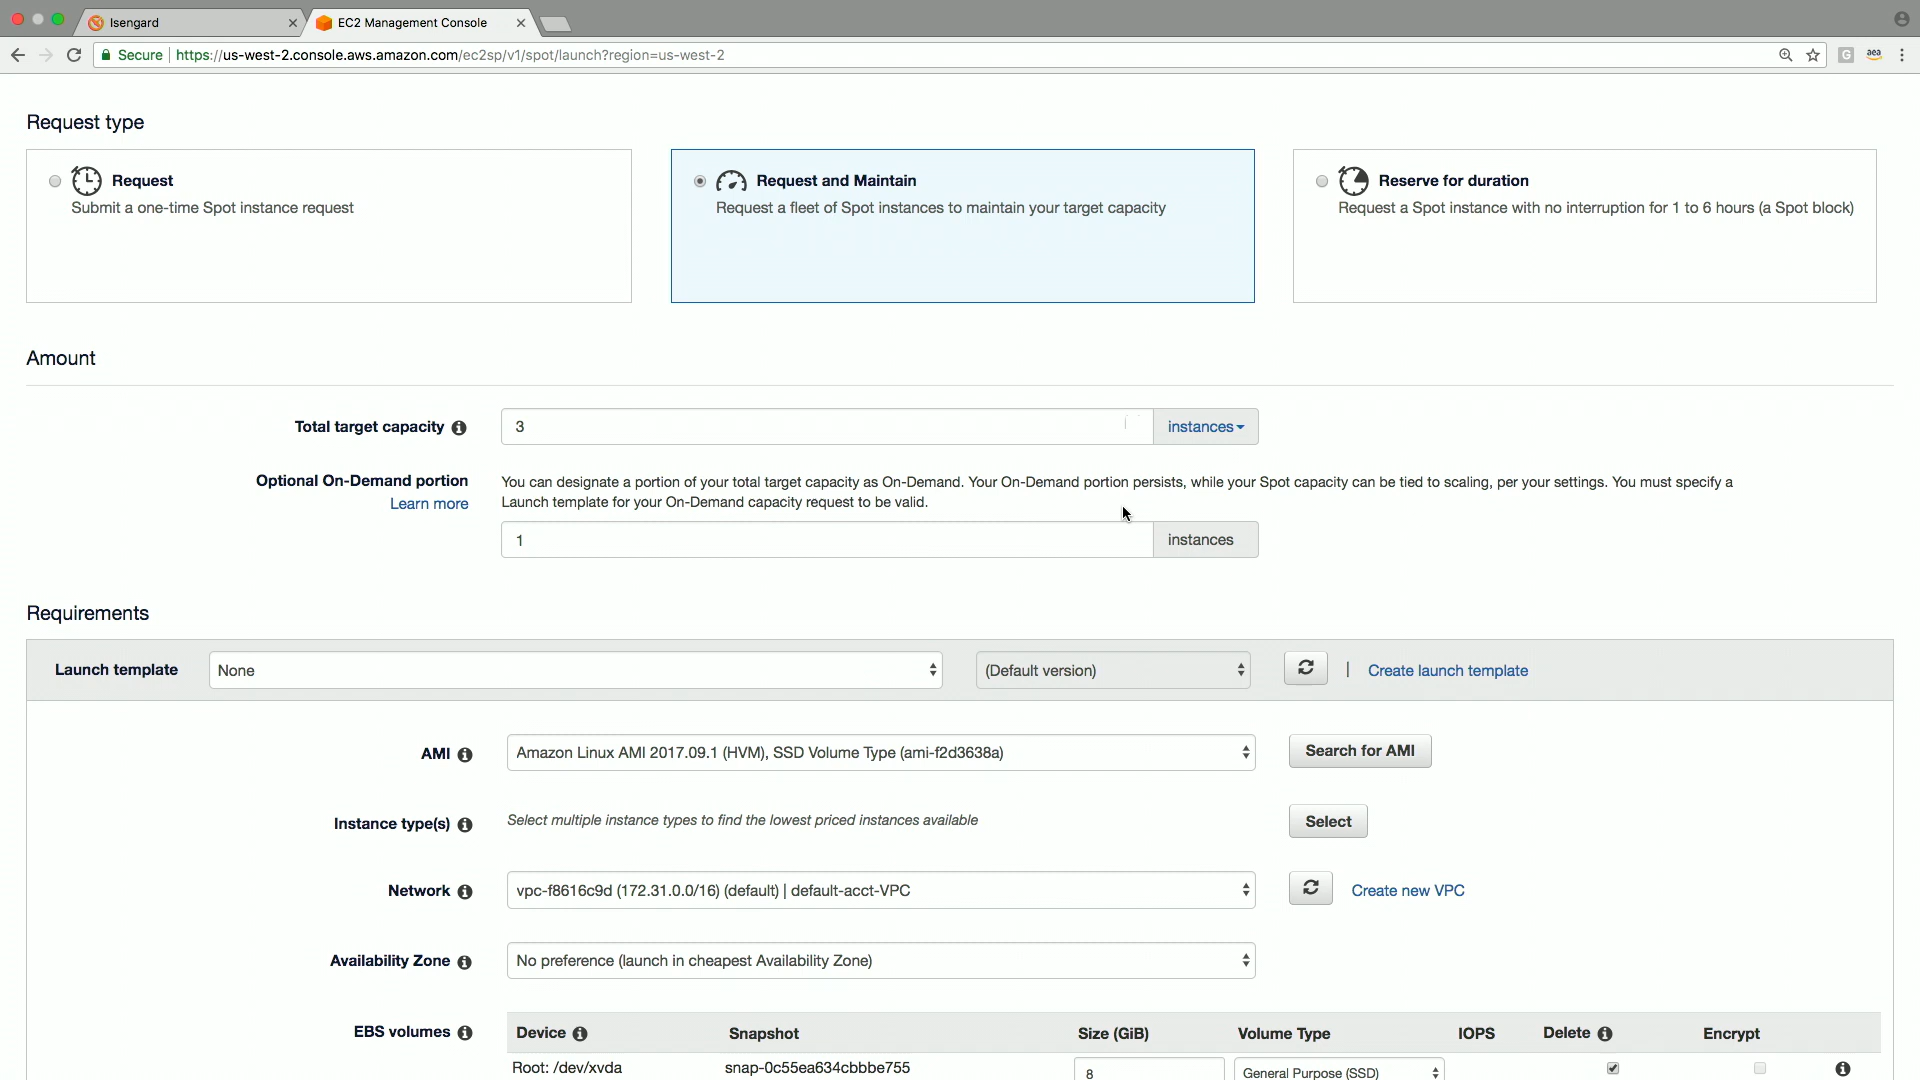 Isengard
EC2 Management Console
Secure https://us-west-2.console.aws.amazon.com/ec2sp/v1/spot/launch?region=us-west-2
G aea
Request type
Request
Submit a one-time Spot instance request
Request and Maintain
Request a fleet of Spot instances to maintain your target capacity
Reserve for duration
Request a Spot instance with no interruption for 1 to 6 hours (a Spot block)
Amount
Total target capacity 3 instances
Optional On-Demand portion
Learn more
You can designate a portion of your total target capacity as On-Demand. Your On-Demand portion persists, while your Spot capacity can be tied to scaling, per your settings. You must specify a
Launch template for your On-Demand capacity request to be valid.
1 instances
Requirements
Launch template None (Default version) | Create launch template
AMI Amazon Linux AMI 2017.09.1 (HVM), SSD Volume Type (ami-f2d3638a) Search for AMI
Instance type(s) Select multiple instance types to find the lowest priced instances available Select
Network vpc-f8616c9d (172.31.0.0/16) (default) | default-acct-VPC Create new VPC
Availability Zone No preference (launch in cheapest Availability Zone)
EBS volumes Device Snapshot Size (GiB) Volume Type IOPS Delete Encrypt
Root: /dev/xvda snap-0c55ea634cbbbe755 8 General Purpose (SSD)